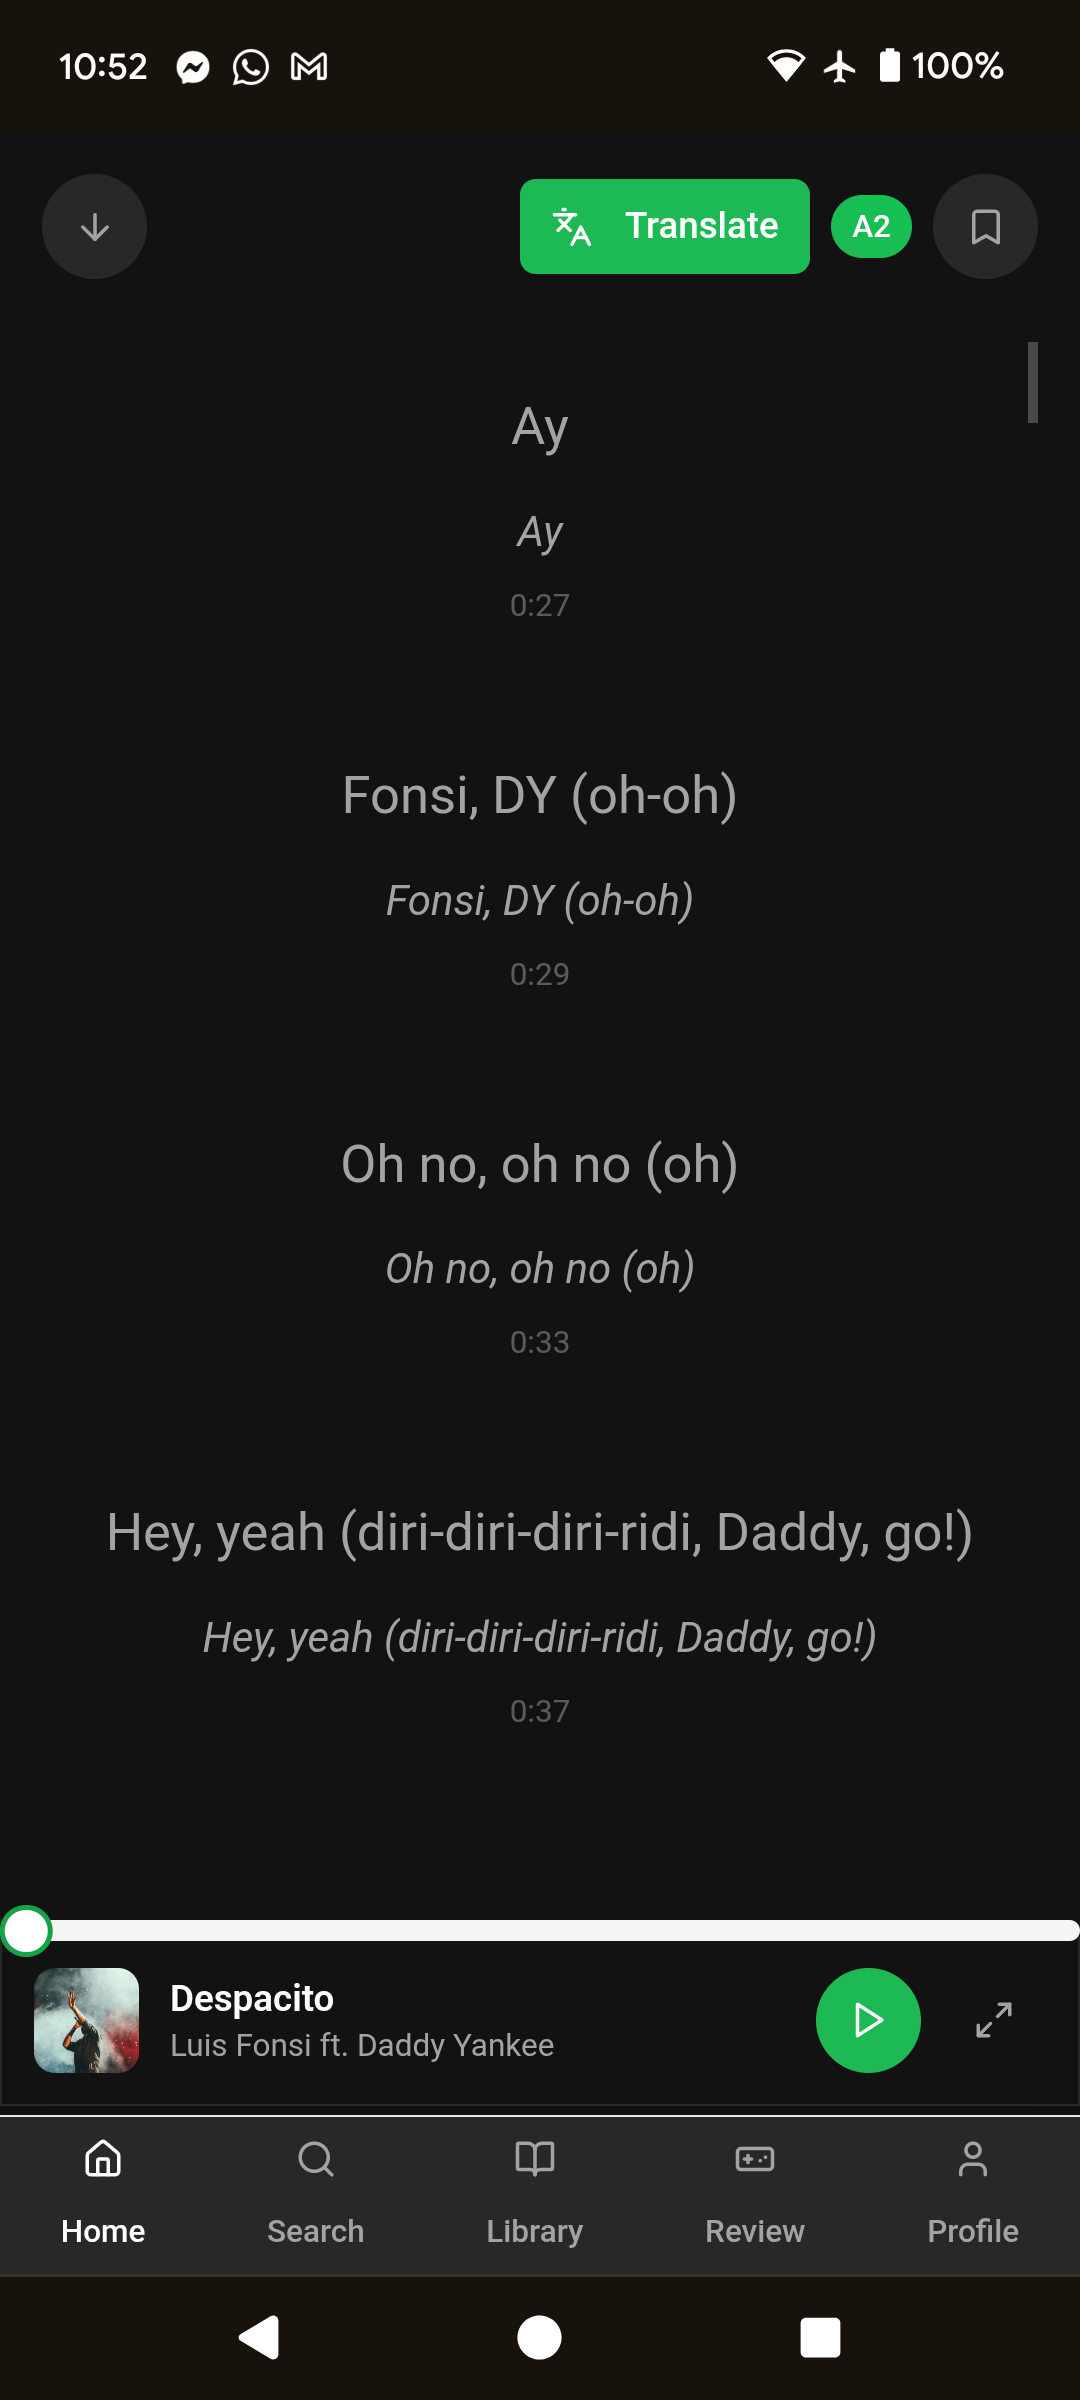 10:52 100%
Translate A2
Ay
Ay
0:27
Fonsi, DY (oh-oh)
Fonsi, DY (oh-oh)
0:29
Oh no, oh no (oh)
Oh no, oh no (oh)
0:33
Hey, yeah (diri-diri-diri-ridi, Daddy, go!)
Hey, yeah (diri-diri-diri-ridi, Daddy, go!)
0:37
Despacito
Luis Fonsi ft. Daddy Yankee
Home Search Library Review Profile